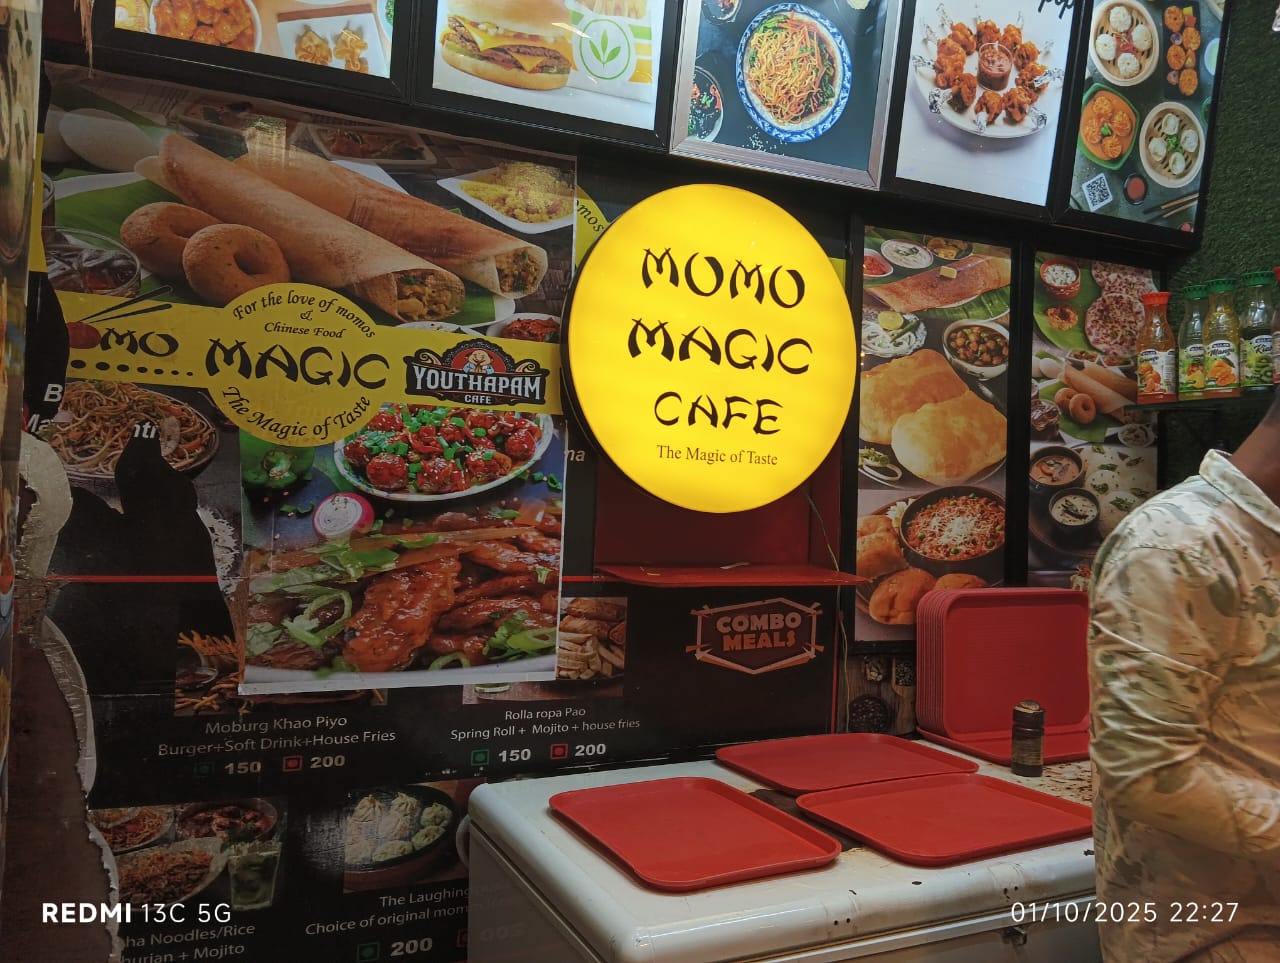 For the love of momos
&
Chinese Food
MO MAGIC
The Magic of Taste
YOUTHAPAM
CAFE
MOMO
MAGIC
CAFE
The Magic of Taste
COMBO
MEALS
Moburg Khao Piyo
Burger+Soft Drink+House Fries
150 200
Rolla ropa Pao
Spring Roll + Mojito + house fries
150 200
Noodles/Rice
+ Mojito
The Laughing
Choice of original
200
REDMI 13C 5G
01/10/2025 22:27